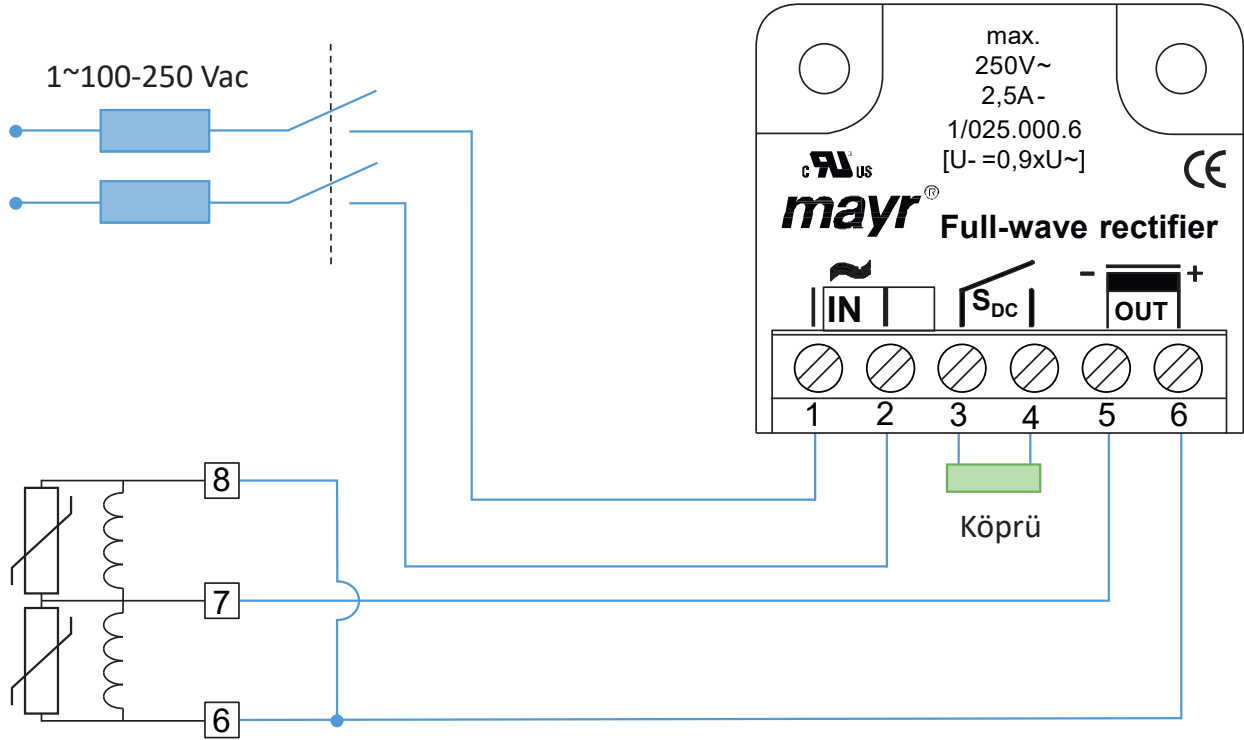 1~100-250 Vac
max.
250V~
2,5A-
1/025.000.6
[U- =0,9xU~]
c RU US
CE
mayr®
Full-wave rectifier
~
IN
SDC
- +
OUT
1 2 3 4 5 6
Köprü
8
7
6